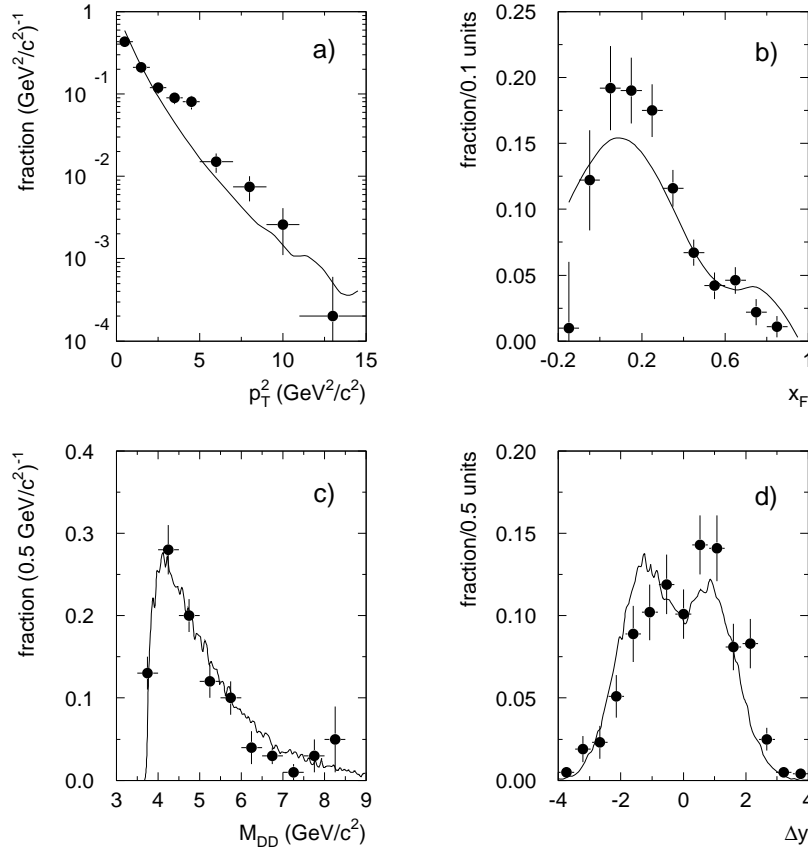 fraction (GeV²/c²)⁻¹
a)
1
10⁻¹
10⁻²
10⁻³
10⁻⁴
0 5 10 15
p_T² (GeV²/c²)
fraction/0.1 units
b)
0.25
0.20
0.15
0.10
0.05
0.00
-0.2 0.2 0.6 1
x_F
fraction (0.5 GeV/c²)⁻¹
c)
0.4
0.3
0.2
0.1
0.0
3 4 5 6 7 8 9
M_DD (GeV/c²)
fraction/0.5 units
d)
0.20
0.15
0.10
0.05
0.00
-4 -2 0 2 4
Δy